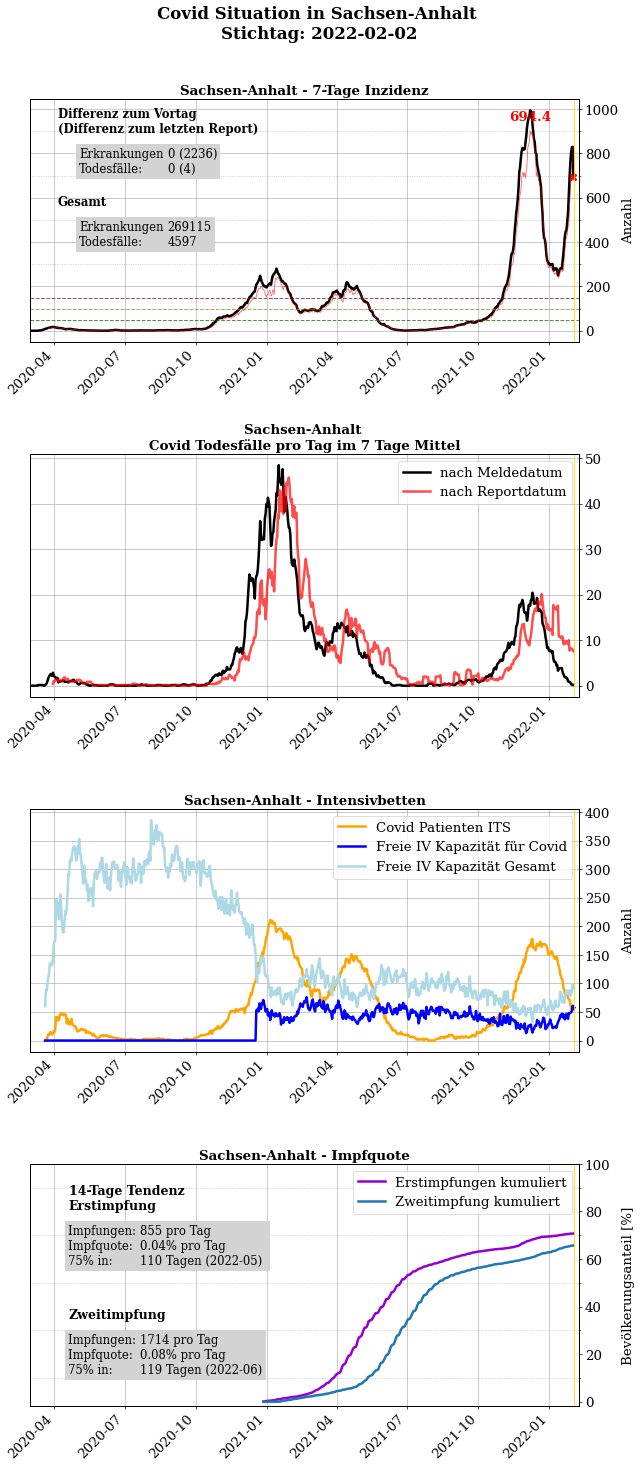 Covid Situation in Sachsen-Anhalt
Stichtag: 2022-02-02
Sachsen-Anhalt - 7-Tage Inzidenz
Differenz zum Vortag
(Differenz zum letzten Report)
Erkrankungen 0 (2236)
Todesfälle: 0 (4)
Gesamt
Erkrankungen 269115
Todesfälle: 4597
694.4
1000
800
600
400
200
0
Anzahl
2020-04
2020-07
2020-10
2021-01
2021-04
2021-07
2021-10
2022-01
Sachsen-Anhalt
Covid Todesfälle pro Tag im 7 Tage Mittel
nach Meldedatum
nach Reportdatum
50
40
30
20
10
0
2020-04
2020-07
2020-10
2021-01
2021-04
2021-07
2021-10
2022-01
Sachsen-Anhalt - Intensivbetten
Covid Patienten ITS
Freie IV Kapazität für Covid
Freie IV Kapazität Gesamt
400
350
300
250
200
150
100
50
0
Anzahl
2020-04
2020-07
2020-10
2021-01
2021-04
2021-07
2021-10
2022-01
Sachsen-Anhalt - Impfquote
14-Tage Tendenz
Erstimpfung
Impfungen: 855 pro Tag
Impfquote: 0.04% pro Tag
75% in: 110 Tagen (2022-05)
Zweitimpfung
Impfungen: 1714 pro Tag
Impfquote: 0.08% pro Tag
75% in: 119 Tagen (2022-06)
Erstimpfungen kumuliert
Zweitimpfung kumuliert
100
80
60
40
20
0
Bevölkerungsanteil [%]
2020-04
2020-07
2020-10
2021-01
2021-04
2021-07
2021-10
2022-01